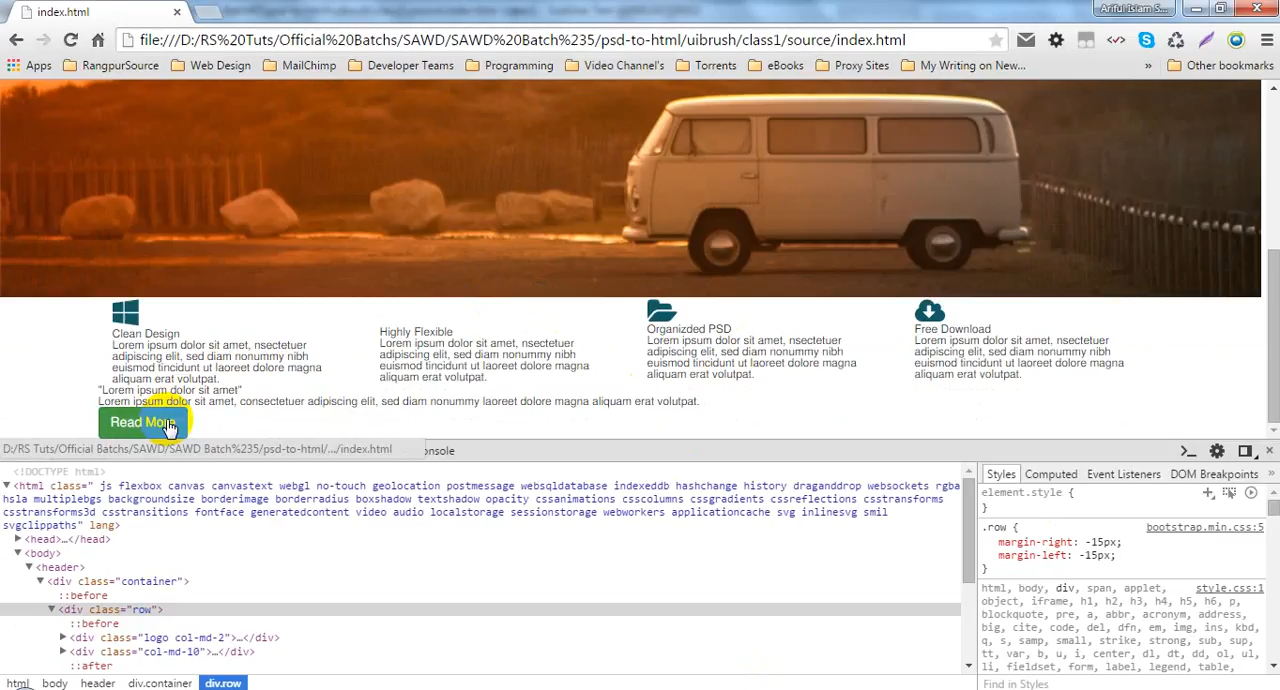 index.html
Ariful Islam S...
file:///D:/RS%20Tuts/Official%20Batchs/SAWD/SAWD%20Batch%235/psd-to-html/uibrush/class1/source/index.html
Apps RangpurSource Web Design MailChimp Developer Teams Programming Video Channel's Torrents eBooks Proxy Sites My Writing on New... » Other bookmarks
Clean Design
Lorem ipsum dolor sit amet, nsectetuer
adipiscing elit, sed diam nonummy nibh
euismod tincidunt ut laoreet dolore magna
aliquam erat volutpat.
Highly Flexible
Lorem ipsum dolor sit amet, nsectetuer
adipiscing elit, sed diam nonummy nibh
euismod tincidunt ut laoreet dolore magna
aliquam erat volutpat.
Organizded PSD
Lorem ipsum dolor sit amet, nsectetuer
adipiscing elit, sed diam nonummy nibh
euismod tincidunt ut laoreet dolore magna
aliquam erat volutpat.
Free Download
Lorem ipsum dolor sit amet, nsectetuer
adipiscing elit, sed diam nonummy nibh
euismod tincidunt ut laoreet dolore magna
aliquam erat volutpat.
"Lorem ipsum dolor sit amet"
Lorem ipsum dolor sit amet, consectetuer adipiscing elit, sed diam nonummy nibh euismod tincidunt ut laoreet dolore magna aliquam erat volutpat.
Read More
D:/RS Tuts/Official Batchs/SAWD/SAWD Batch%235/psd-to-html/.../index.html
onsole
<!DOCTYPE html>
<html class=" js flexbox canvas canvastext webgl no-touch geolocation postmessage websqldatabase indexeddb hashchange history draganddrop websockets rgba
hsla multiplebgs backgroundsize borderimage borderradius boxshadow textshadow opacity cssanimations csscolumns cssgradients cssreflections csstransforms
csstransforms3d csstransitions fontface generatedcontent video audio localstorage sessionstorage webworkers applicationcache svg inlinesvg smil
svgclippaths" lang>
<head>…</head>
<body>
<header>
<div class="container">
::before
<div class="row">
::before
<div class="logo col-md-2">…</div>
<div class="col-md-10">…</div>
::after
html body header div.container div.row
Styles Computed Event Listeners DOM Breakpoints »
element.style {
}
.row { bootstrap.min.css:5
margin-right: -15px;
margin-left: -15px;
}
html, body, div, span, applet, style.css:1
object, iframe, h1, h2, h3, h4, h5, h6, p,
blockquote, pre, a, abbr, acronym, address,
big, cite, code, del, dfn, em, img, ins, kbd,
q, s, samp, small, strike, strong, sub, sup,
tt, var, b, u, i, center, dl, dt, dd, ol, ul,
li, fieldset, form, label, legend, table,
Find in Styles